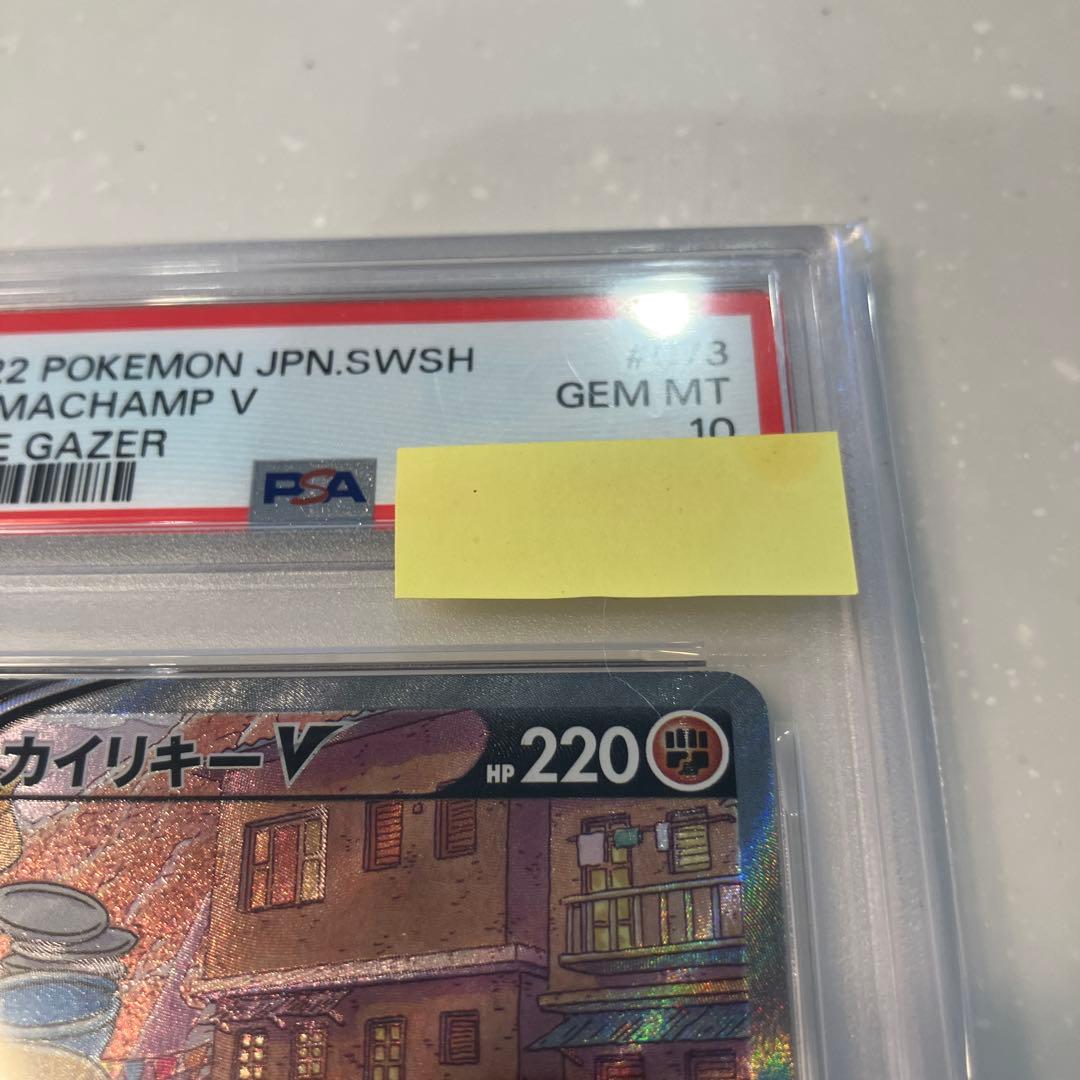 22 POKEMON JPN.SWSH
MACHAMP V
GEM MT
E GAZER
10
PSA
カイリキーV
HP 220